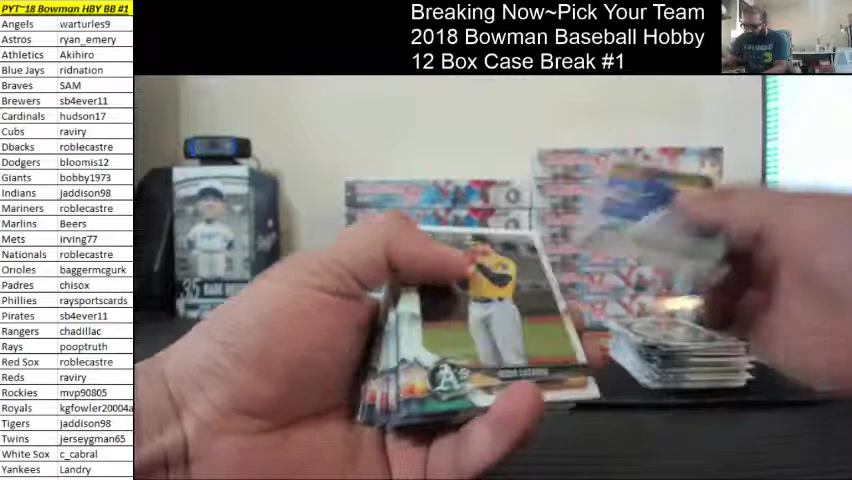 PYT~18 Bowman HBY BB #1
Angels warturles9
Astros ryan_emery
Athletics Akihiro
Blue Jays ridnation
Braves SAM
Brewers sb4ever11
Cardinals hudson17
Cubs raviry
Dbacks roblecastre
Dodgers bloomis12
Giants bobby1973
Indians jaddison98
Mariners roblecastre
Marlins Beers
Mets irving77
Nationals roblecastre
Orioles baggermcgurk
Padres chisox
Phillies raysportscards
Pirates sb4ever11
Rangers chadillac
Rays pooptruth
Red Sox roblecastre
Reds raviry
Rockies mvp90805
Royals kgfowler20004a
Tigers jaddison98
Twins jerseygman65
White Sox c_cabral
Yankees Landry
Breaking Now~Pick Your Team
2018 Bowman Baseball Hobby
12 Box Case Break #1
35
A's